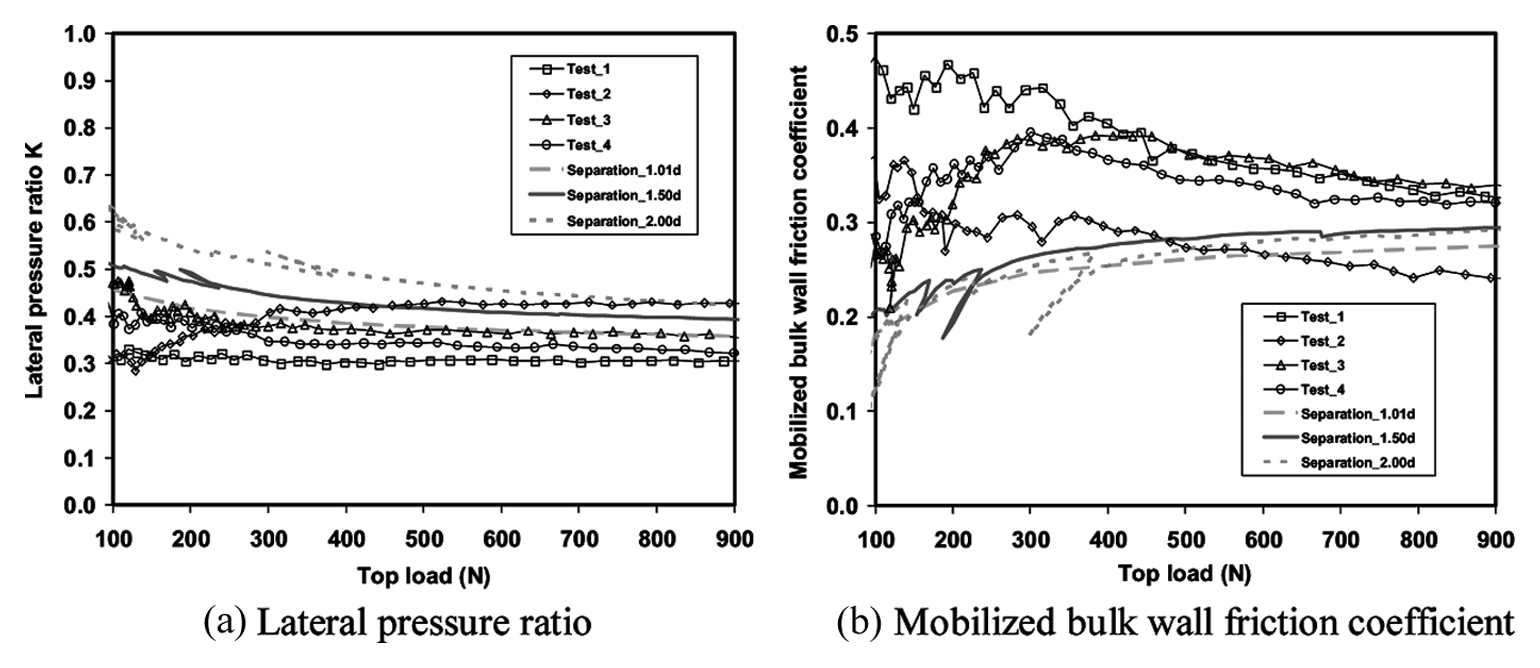 1.0
0.9
0.8
0.7
0.6
0.5
0.4
0.3
0.2
0.1
0.0
Lateral pressure ratio K
Test_1
Test_2
Test_3
Test_4
Separation_1.01d
Separation_1.50d
Separation_2.00d
100 200 300 400 500 600 700 800 900
Top load (N)
(a) Lateral pressure ratio
0.5
0.4
0.3
0.2
0.1
0.0
Mobilized bulk wall friction coefficient
Test_1
Test_2
Test_3
Test_4
Separation_1.01d
Separation_1.50d
Separation_2.00d
100 200 300 400 500 600 700 800 900
Top load (N)
(b) Mobilized bulk wall friction coefficient